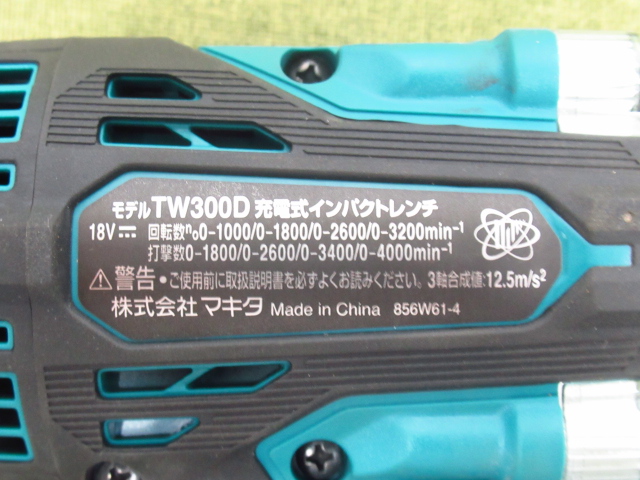 モデルTW300D 充電式インパクトレンチ
18V⎓ 回転数n₀0-1000/0-1800/0-2600/0-3200min⁻¹
打撃数0-1800/0-2600/0-3400/0-4000min⁻¹
⚠警告・ご使用前に取扱説明書を必ずよくお読みください。3軸合成値:12.5m/s²
株式会社マキタ Made in China 856W61-4